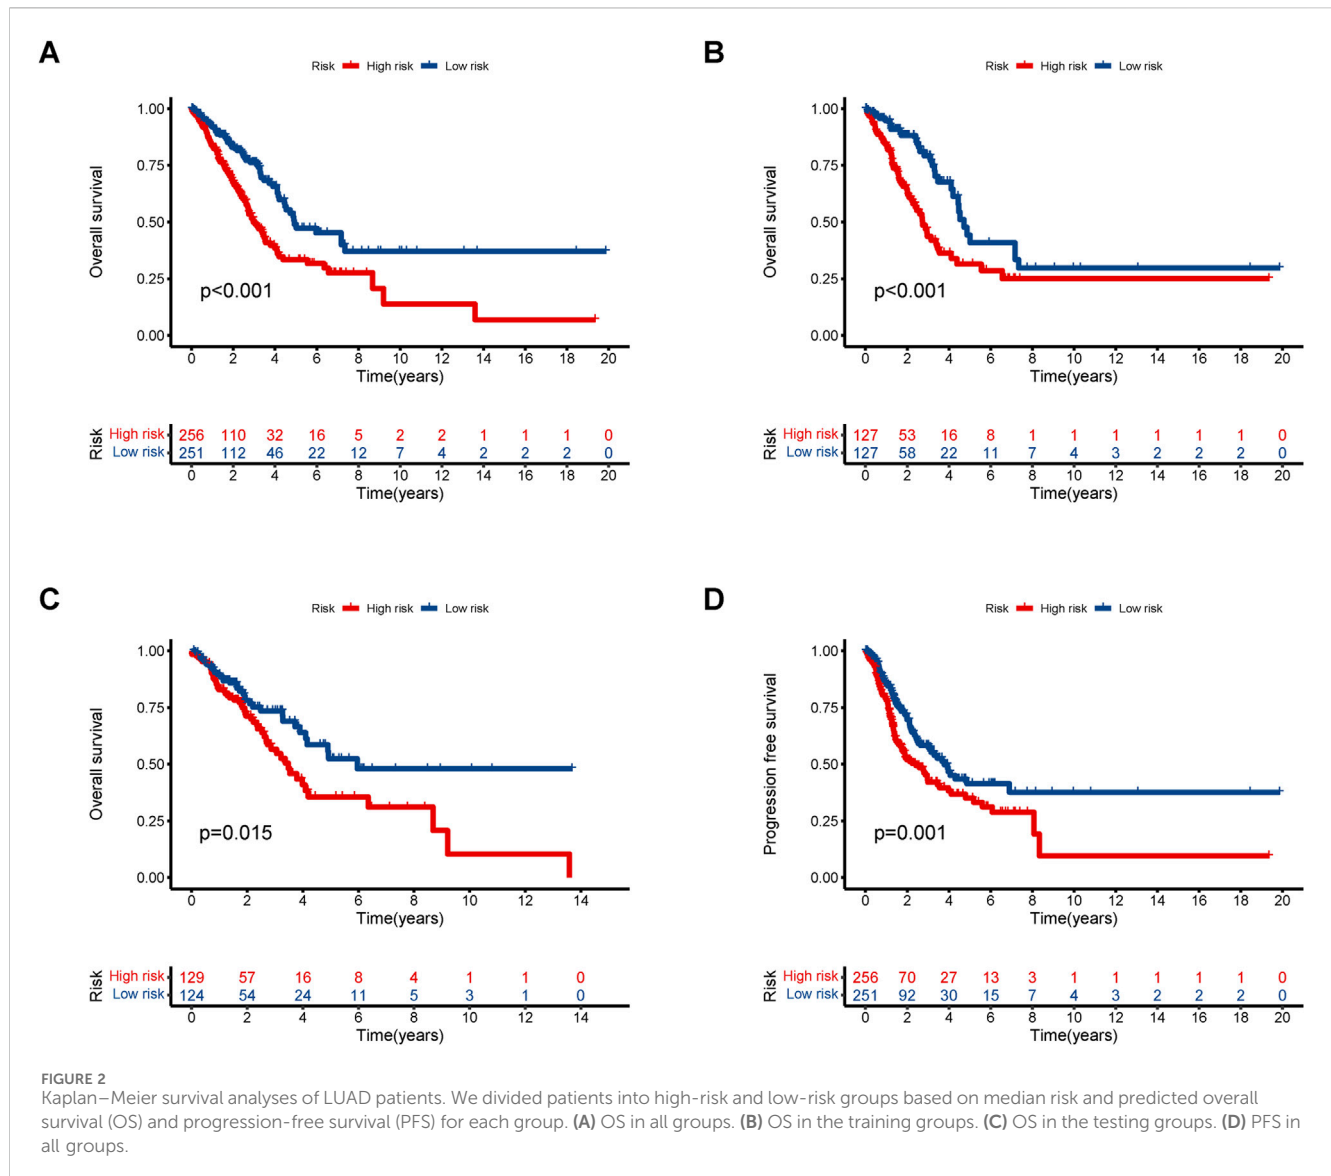 A
Risk High risk Low risk
1.00
0.75
0.50
0.25
0.00
Overall survival
p<0.001
0 2 4 6 8 10 12 14 16 18 20
Time(years)
Risk
High risk 256 110 32 16 5 2 2 1 1 1 0
Low risk 251 112 46 22 12 7 4 2 2 2 0
0 2 4 6 8 10 12 14 16 18 20
Time(years)
B
Risk High risk Low risk
1.00
0.75
0.50
0.25
0.00
Overall survival
p<0.001
0 2 4 6 8 10 12 14 16 18 20
Time(years)
Risk
High risk 127 53 16 8 1 1 1 1 1 1 0
Low risk 127 58 22 11 7 4 3 2 2 2 0
0 2 4 6 8 10 12 14 16 18 20
Time(years)
C
Risk High risk Low risk
1.00
0.75
0.50
0.25
0.00
Overall survival
p=0.015
0 2 4 6 8 10 12 14
Time(years)
Risk
High risk 129 57 16 8 4 1 1 0
Low risk 124 54 24 11 5 3 1 0
0 2 4 6 8 10 12 14
Time(years)
D
Risk High risk Low risk
1.00
0.75
0.50
0.25
0.00
Progression free survival
p=0.001
0 2 4 6 8 10 12 14 16 18 20
Time(years)
Risk
High risk 256 70 27 13 3 1 1 1 1 1 0
Low risk 251 92 30 15 7 4 3 2 2 2 0
0 2 4 6 8 10 12 14 16 18 20
Time(years)
FIGURE 2
Kaplan–Meier survival analyses of LUAD patients. We divided patients into high-risk and low-risk groups based on median risk and predicted overall
survival (OS) and progression-free survival (PFS) for each group. (A) OS in all groups. (B) OS in the training groups. (C) OS in the testing groups. (D) PFS in
all groups.